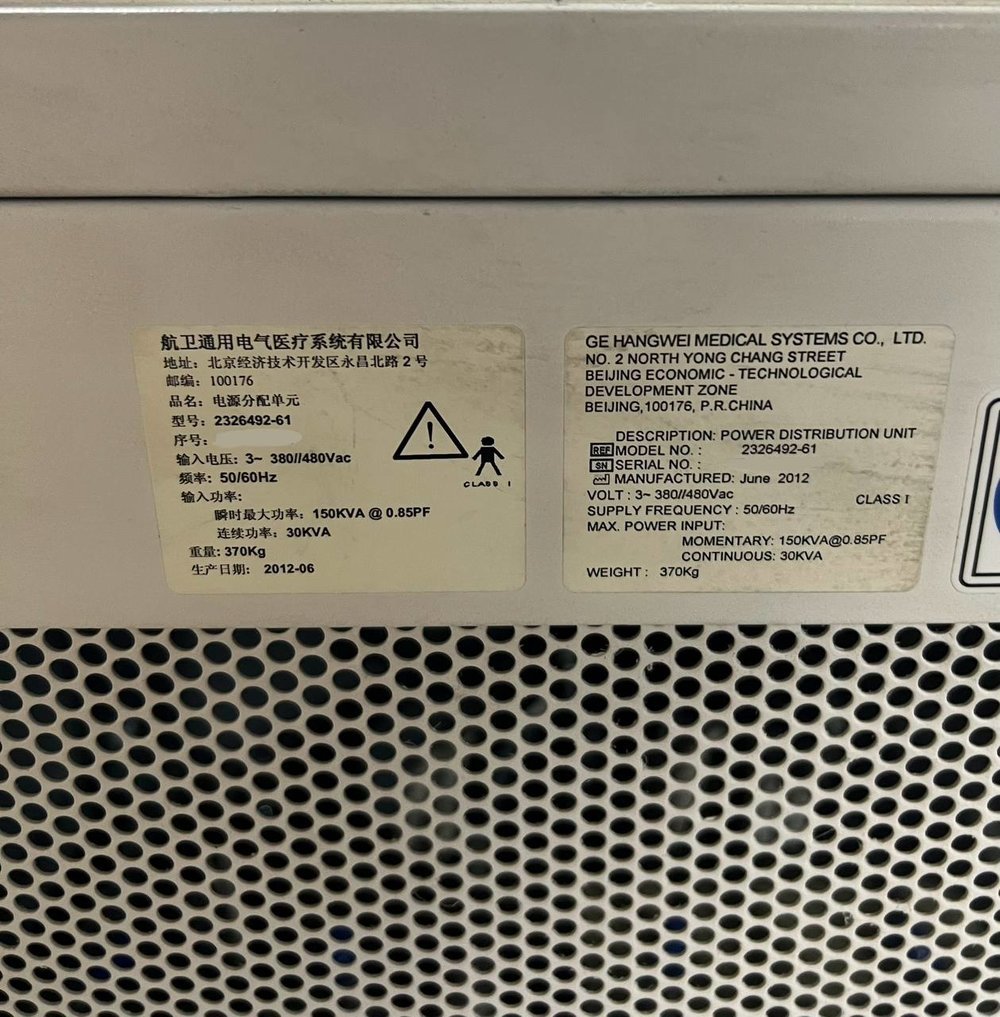 航卫通用电气医疗系统有限公司
地址: 北京经济技术开发区永昌北路2号
邮编: 100176
品名: 电源分配单元
型号: 2326492-61
序号:
输入电压: 3~ 380//480Vac
频率: 50/60Hz
输入功率:
瞬时最大功率: 150KVA @ 0.85PF
连续功率: 30KVA
重量: 370Kg
生产日期: 2012-06
CLASS I
GE HANGWEI MEDICAL SYSTEMS CO., LTD.
NO. 2 NORTH YONG CHANG STREET
BEIJING ECONOMIC - TECHNOLOGICAL
DEVELOPMENT ZONE
BEIJING,100176, P.R.CHINA
DESCRIPTION: POWER DISTRIBUTION UNIT
REF MODEL NO. : 2326492-61
SN SERIAL NO. :
MANUFACTURED: June 2012
VOLT : 3~ 380//480Vac
CLASS I
SUPPLY FREQUENCY : 50/60Hz
MAX. POWER INPUT:
MOMENTARY: 150KVA@0.85PF
CONTINUOUS: 30KVA
WEIGHT : 370Kg